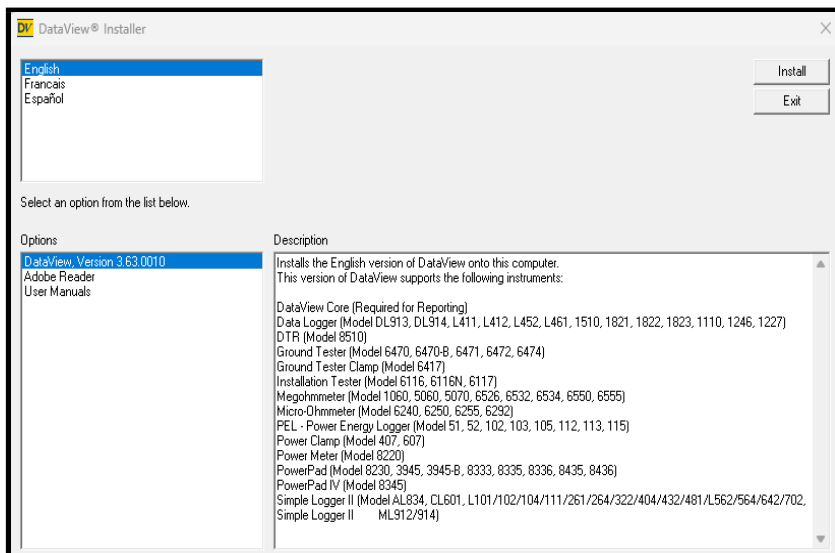 DV DataView® Installer
English
Francais
Español
Install
Exit
Select an option from the list below.
Options
Description
DataView, Version 3.63.0010
Adobe Reader
User Manuals
Installs the English version of DataView onto this computer.
This version of DataView supports the following instruments:
DataView Core (Required for Reporting)
Data Logger (Model DL913, DL914, L411, L412, L452, L461, 1510, 1821, 1822, 1823, 1110, 1246, 1227)
DTR (Model 8510)
Ground Tester (Model 6470, 6470-B, 6471, 6472, 6474)
Ground Tester Clamp (Model 6417)
Installation Tester (Model 6116, 6116N, 6117)
Megohmmeter (Model 1060, 5060, 5070, 6526, 6532, 6534, 6550, 6555)
Micro-Ohmmeter (Model 6240, 6250, 6255, 6292)
PEL - Power Energy Logger (Model 51, 52, 102, 103, 105, 112, 113, 115)
Power Clamp (Model 407, 607)
Power Meter (Model 8220)
PowerPad (Model 8230, 3945, 3945-B, 8333, 8335, 8336, 8435, 8436)
PowerPad IV (Model 8345)
Simple Logger II (Model AL834, CL601, L101/102/104/111/261/264/322/404/432/481/L562/564/642/702,
Simple Logger II ML912/914)